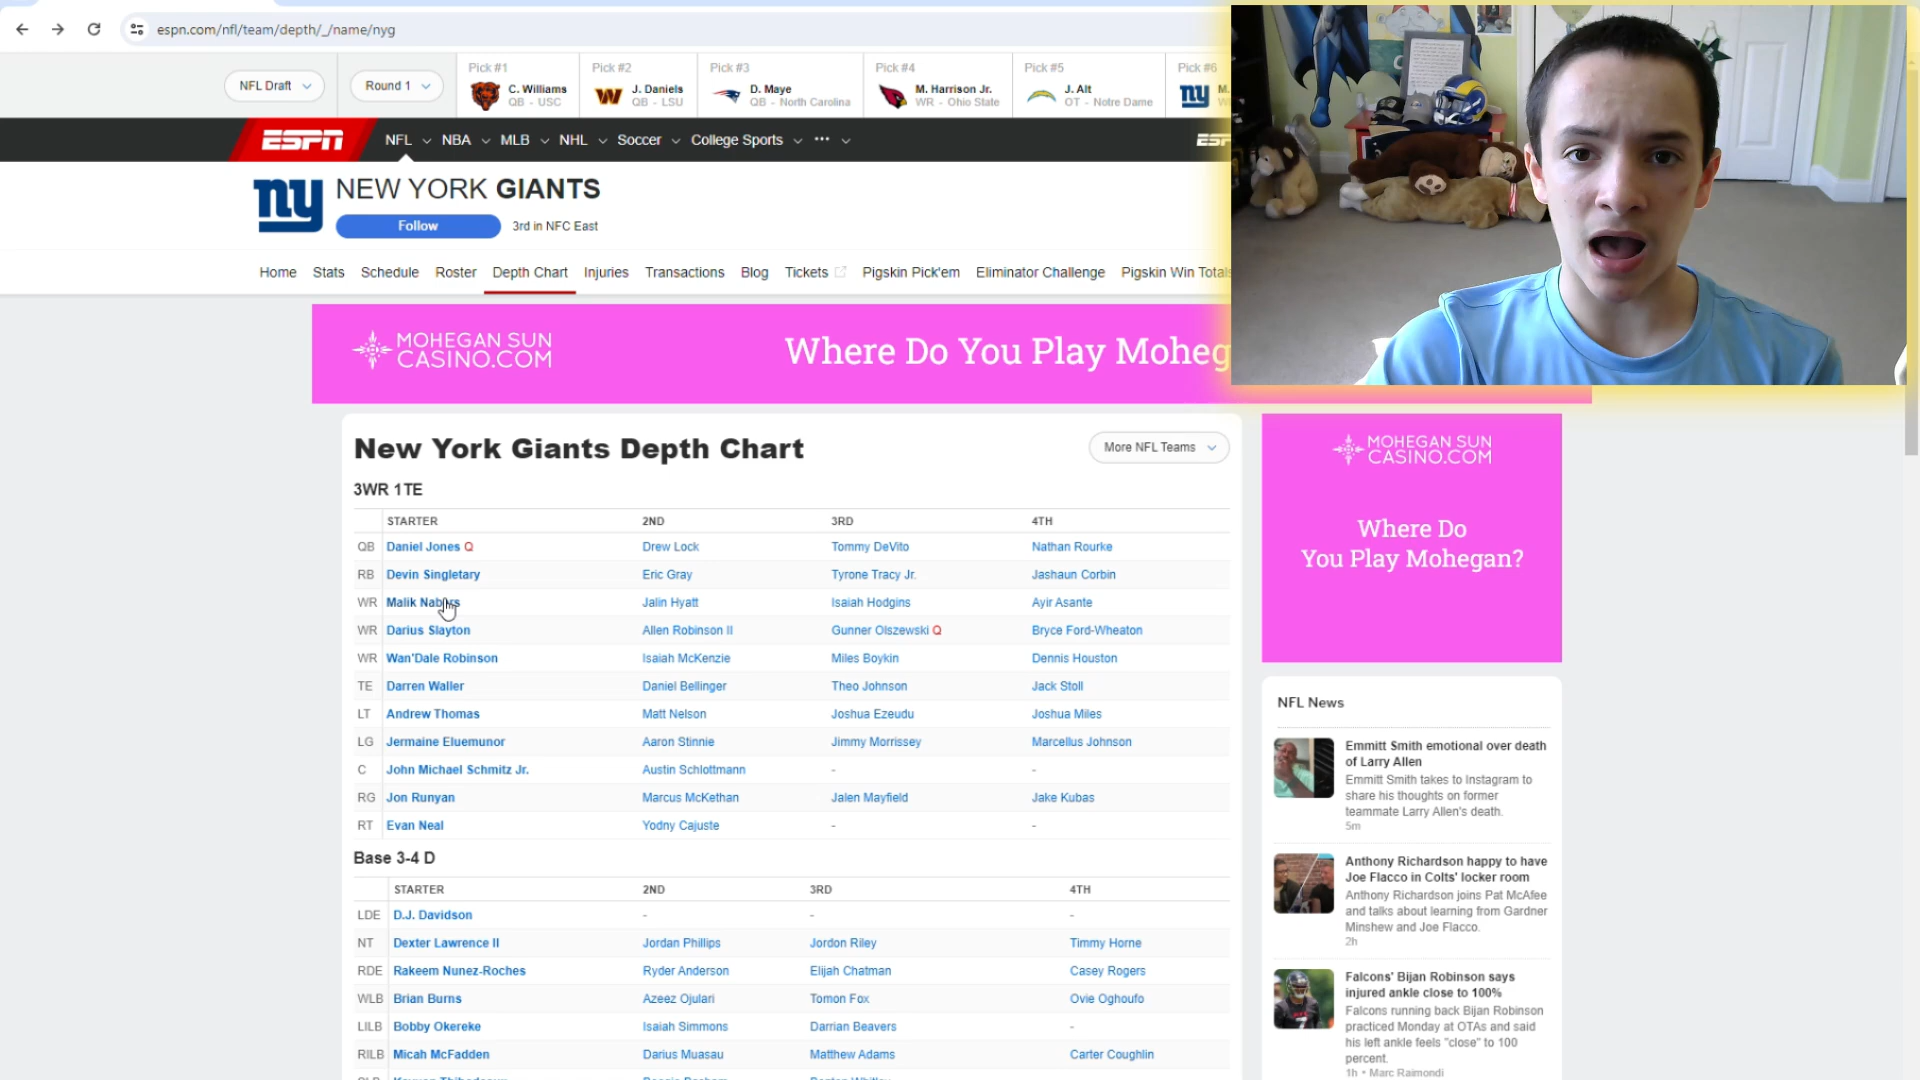 espn.com/nfl/team/depth/_/name/nyg
NFL Draft
Round 1
Pick #1
C. Williams
QB - USC
Pick #2
J. Daniels
QB - LSU
Pick #3
D. Maye
QB - North Carolina
Pick #4
M. Harrison Jr.
WR - Ohio State
Pick #5
J. Alt
OT - Notre Dame
Pick #6
ny
ESPN
NFL
NBA
MLB
NHL
Soccer
College Sports
ny
NEW YORK GIANTS
Follow
3rd in NFC East
Home Stats Schedule Roster Depth Chart Injuries Transactions Blog Tickets Pigskin Pick'em Eliminator Challenge Pigskin Win Totals
MOHEGAN SUN
CASINO.COM
Where Do You Play Moheg
New York Giants Depth Chart
More NFL Teams
3WR 1TE
STARTER 2ND 3RD 4TH
QB Daniel Jones Q Drew Lock Tommy DeVito Nathan Rourke
RB Devin Singletary Eric Gray Tyrone Tracy Jr. Jashaun Corbin
WR Malik Nabers Jalin Hyatt Isaiah Hodgins Ayir Asante
WR Darius Slayton Allen Robinson II Gunner Olszewski Q Bryce Ford-Wheaton
WR Wan'Dale Robinson Isaiah McKenzie Miles Boykin Dennis Houston
TE Darren Waller Daniel Bellinger Theo Johnson Jack Stoll
LT Andrew Thomas Matt Nelson Joshua Ezeudu Joshua Miles
LG Jermaine Eluemunor Aaron Stinnie Jimmy Morrissey Marcellus Johnson
C John Michael Schmitz Jr. Austin Schlottmann - -
RG Jon Runyan Marcus McKethan Jalen Mayfield Jake Kubas
RT Evan Neal Yodny Cajuste - -
Base 3-4 D
STARTER 2ND 3RD 4TH
LDE D.J. Davidson - - -
NT Dexter Lawrence II Jordan Phillips Jordon Riley Timmy Horne
RDE Rakeem Nunez-Roches Ryder Anderson Elijah Chatman Casey Rogers
WLB Brian Burns Azeez Ojulari Tomon Fox Ovie Oghoufo
LILB Bobby Okereke Isaiah Simmons Darrian Beavers -
RILB Micah McFadden Darius Muasau Matthew Adams Carter Coughlin
MOHEGAN SUN
CASINO.COM
Where Do
You Play Mohegan?
NFL News
Emmitt Smith emotional over death
of Larry Allen
Emmitt Smith takes to Instagram to
share his thoughts on former
teammate Larry Allen's death.
5m
Anthony Richardson happy to have
Joe Flacco in Colts' locker room
Anthony Richardson joins Pat McAfee
and talks about learning from Gardner
Minshew and Joe Flacco.
2h
Falcons' Bijan Robinson says
injured ankle close to 100%
Falcons running back Bijan Robinson
practiced Monday at OTAs and said
his left ankle feels "close" to 100
percent.
1h • Marc Raimondi